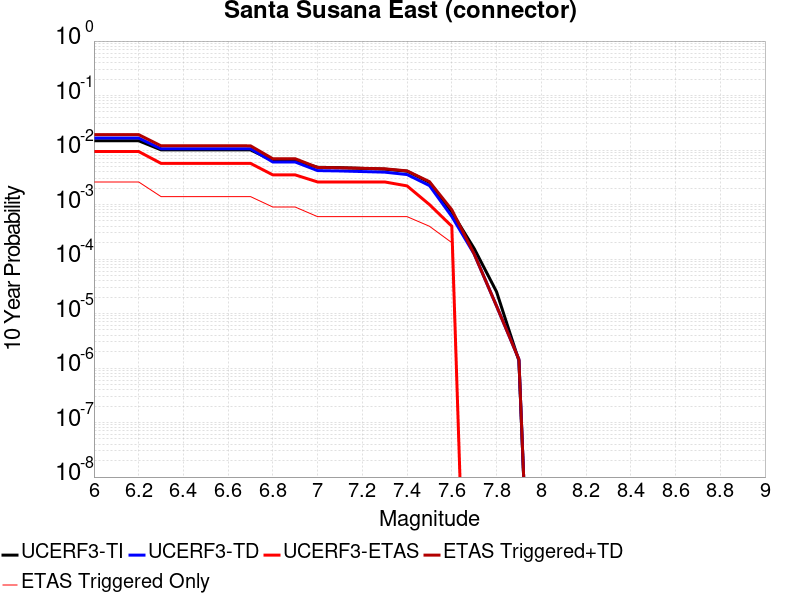 Santa Susana East (connector)
10^0
10^-1
10^-2
10^-3
10^-4
10^-5
10^-6
10^-7
10^-8
10 Year Probability
6 6.2 6.4 6.6 6.8 7 7.2 7.4 7.6 7.8 8 8.2 8.4 8.6 8.8 9
Magnitude
UCERF3-TI UCERF3-TD UCERF3-ETAS ETAS Triggered+TD
ETAS Triggered Only